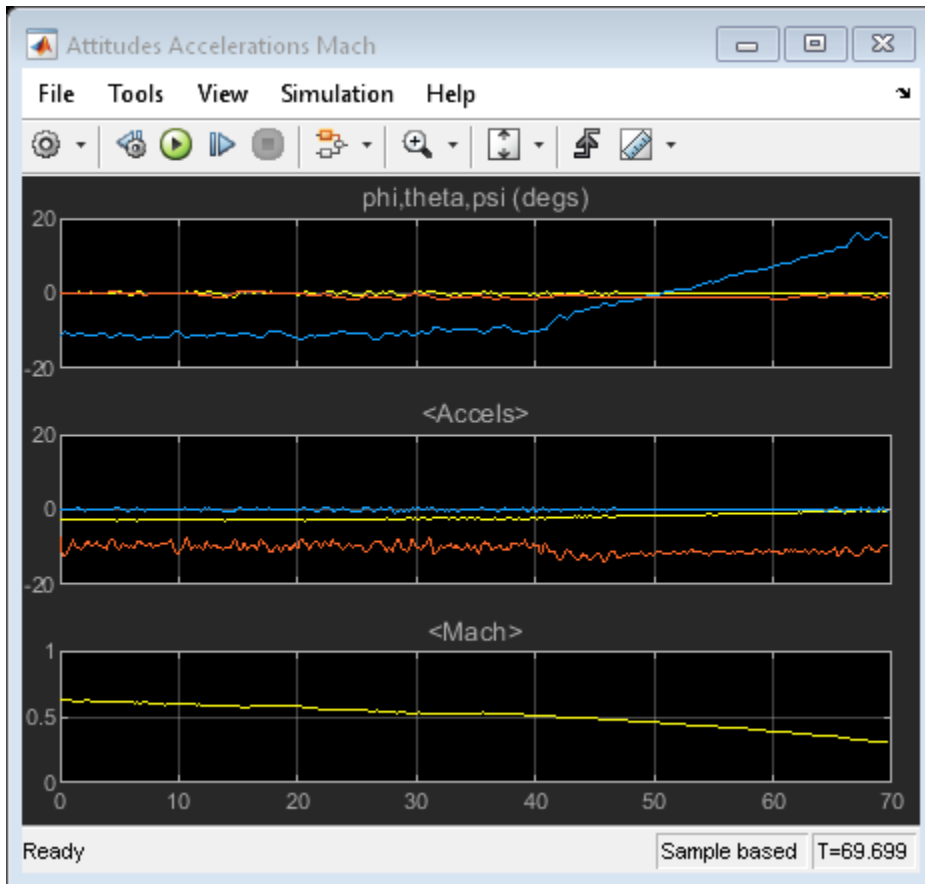 Attitudes Accelerations Mach
File Tools View Simulation Help
phi,theta,psi (degs)
20
0
-20
<Accels>
20
0
-20
<Mach>
1
0.5
0
0 10 20 30 40 50 60 70
Ready Sample based T=69.699